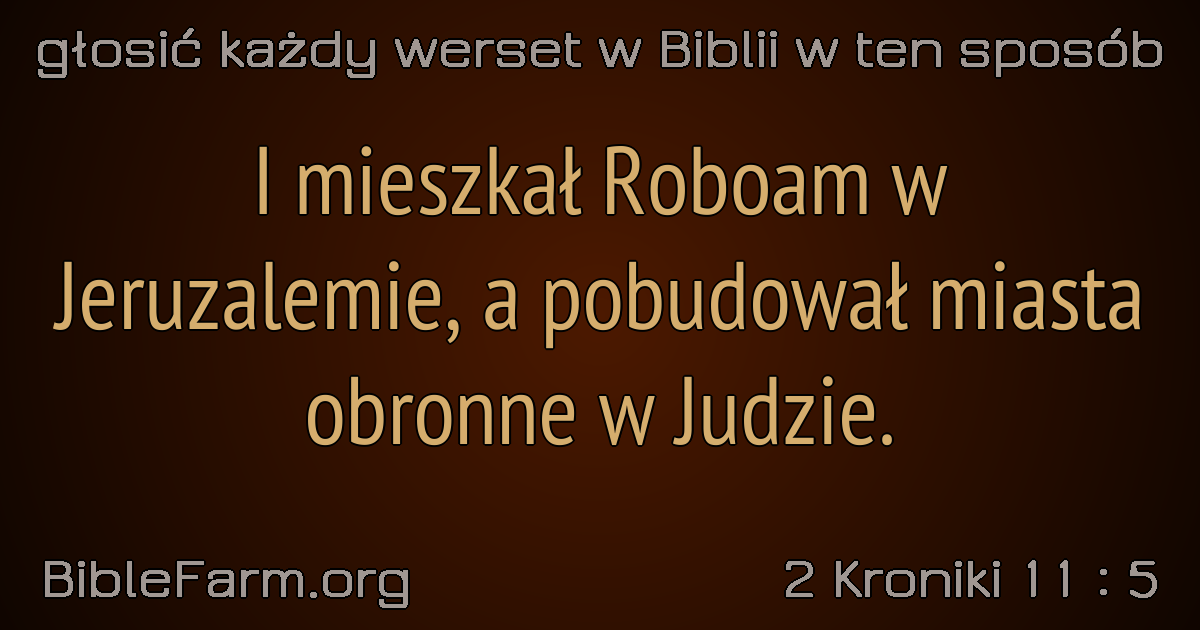 głosić każdy werset w Biblii w ten sposób
I mieszkał Roboam w
Jeruzalemie, a pobudował miasta
obronne w Judzie.
BibleFarm.org
2 Kroniki 11 : 5